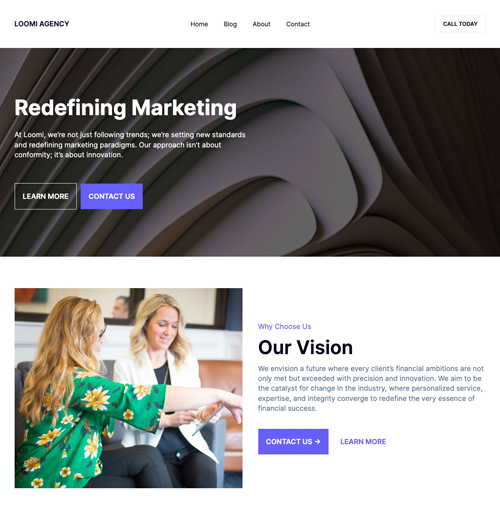 LOOMI AGENCY
Home Blog About Contact
CALL TODAY
Redefining Marketing
At Loomi, we're not just following trends; we're setting new standards
and redefining marketing paradigms. Our approach isn't about
conformity; it's about innovation.
LEARN MORE
CONTACT US
Why Choose Us
Our Vision
We envision a future where every client's financial ambitions are not
only met but exceeded with precision and innovation. We aim to be
the catalyst for change in the industry, where personalized service,
expertise, and integrity converge to redefine the very essence of
financial success.
CONTACT US →
LEARN MORE